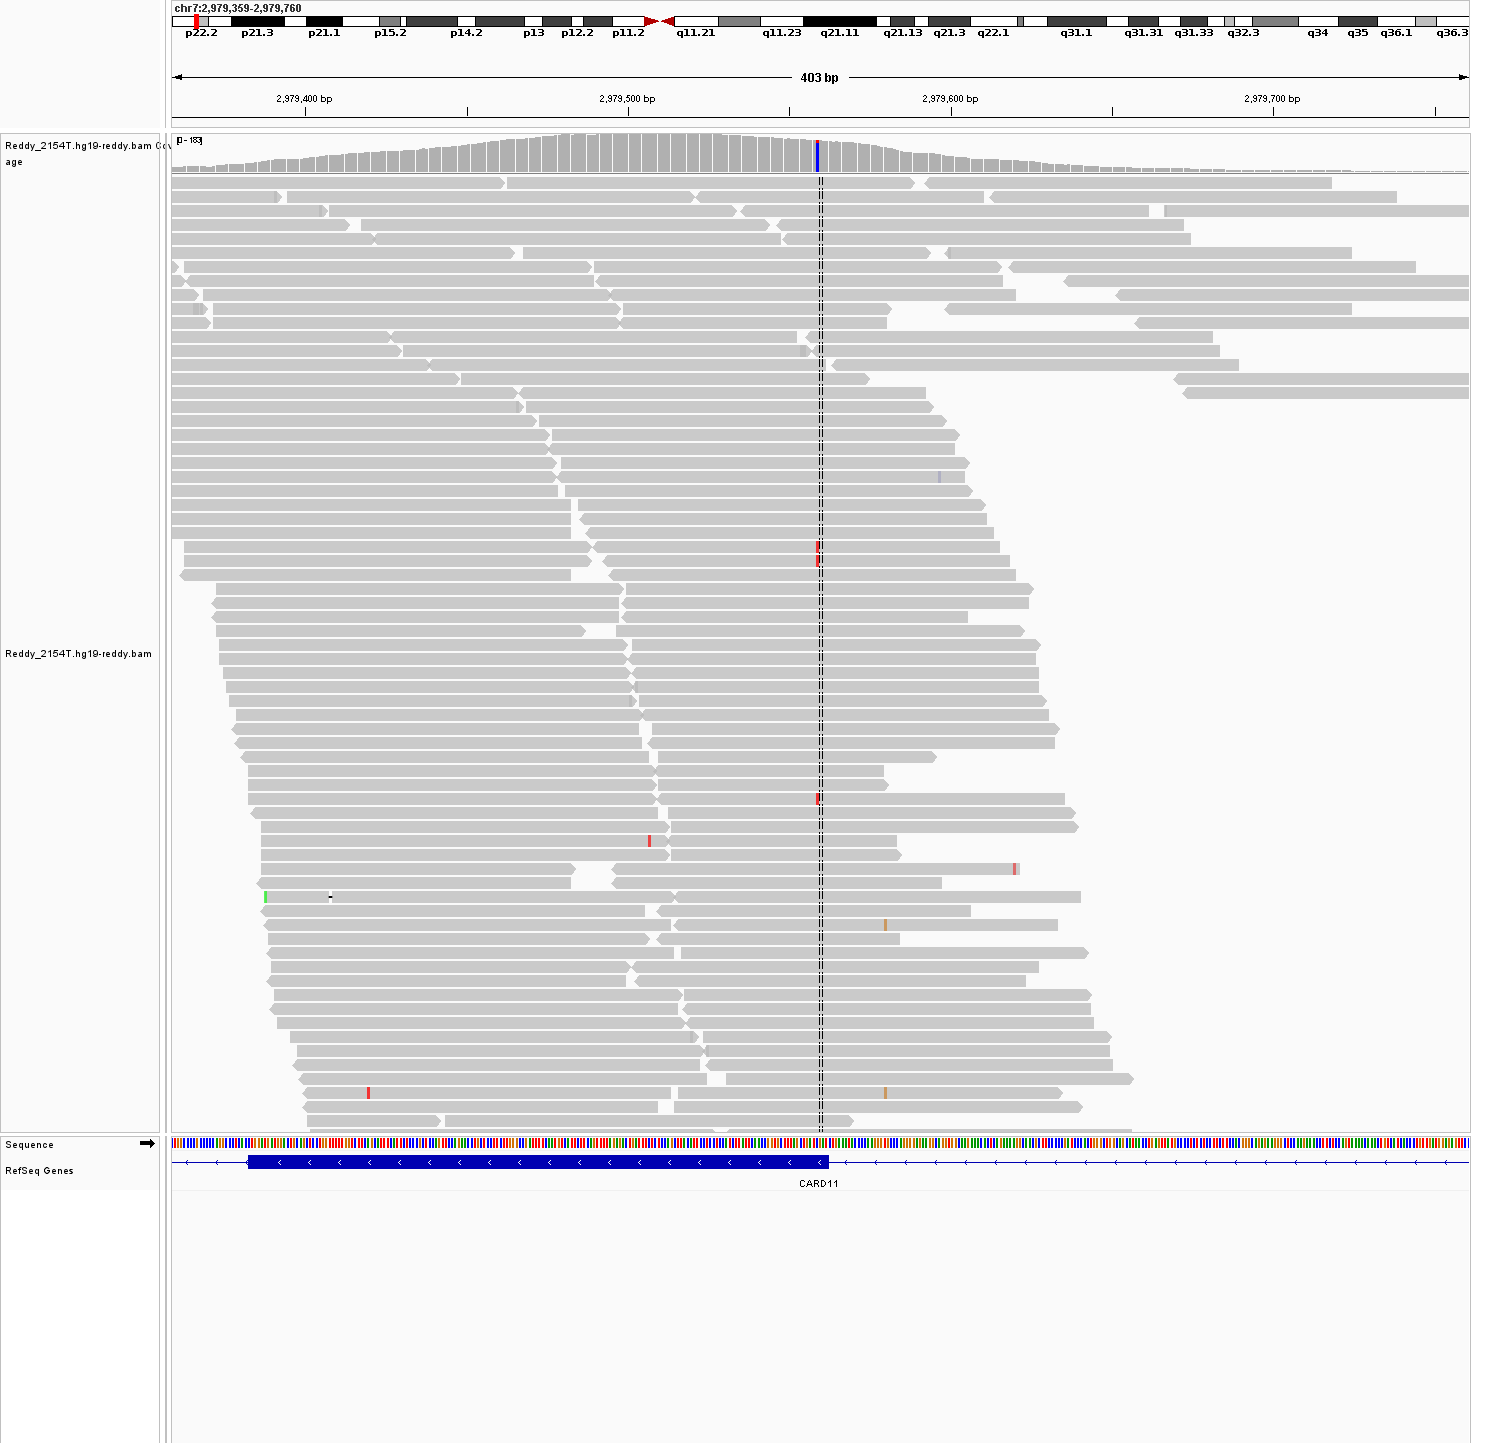 chr7:2,979,359-2,979,760
p22.2 p21.3 p21.1 p15.2 p14.2 p13 p12.2 p11.2 q11.21 q11.23 q21.11 q21.13 q21.3 q22.1 q31.1 q31.31 q31.33 q32.3 q34 q35 q36.1 q36.3
403 bp
2,979,400 bp 2,979,500 bp 2,979,600 bp 2,979,700 bp
[0 - 183]
Reddy_2154T.hg19-reddy.bam Cov
age
Reddy_2154T.hg19-reddy.bam
Sequence
RefSeq Genes
CARD11